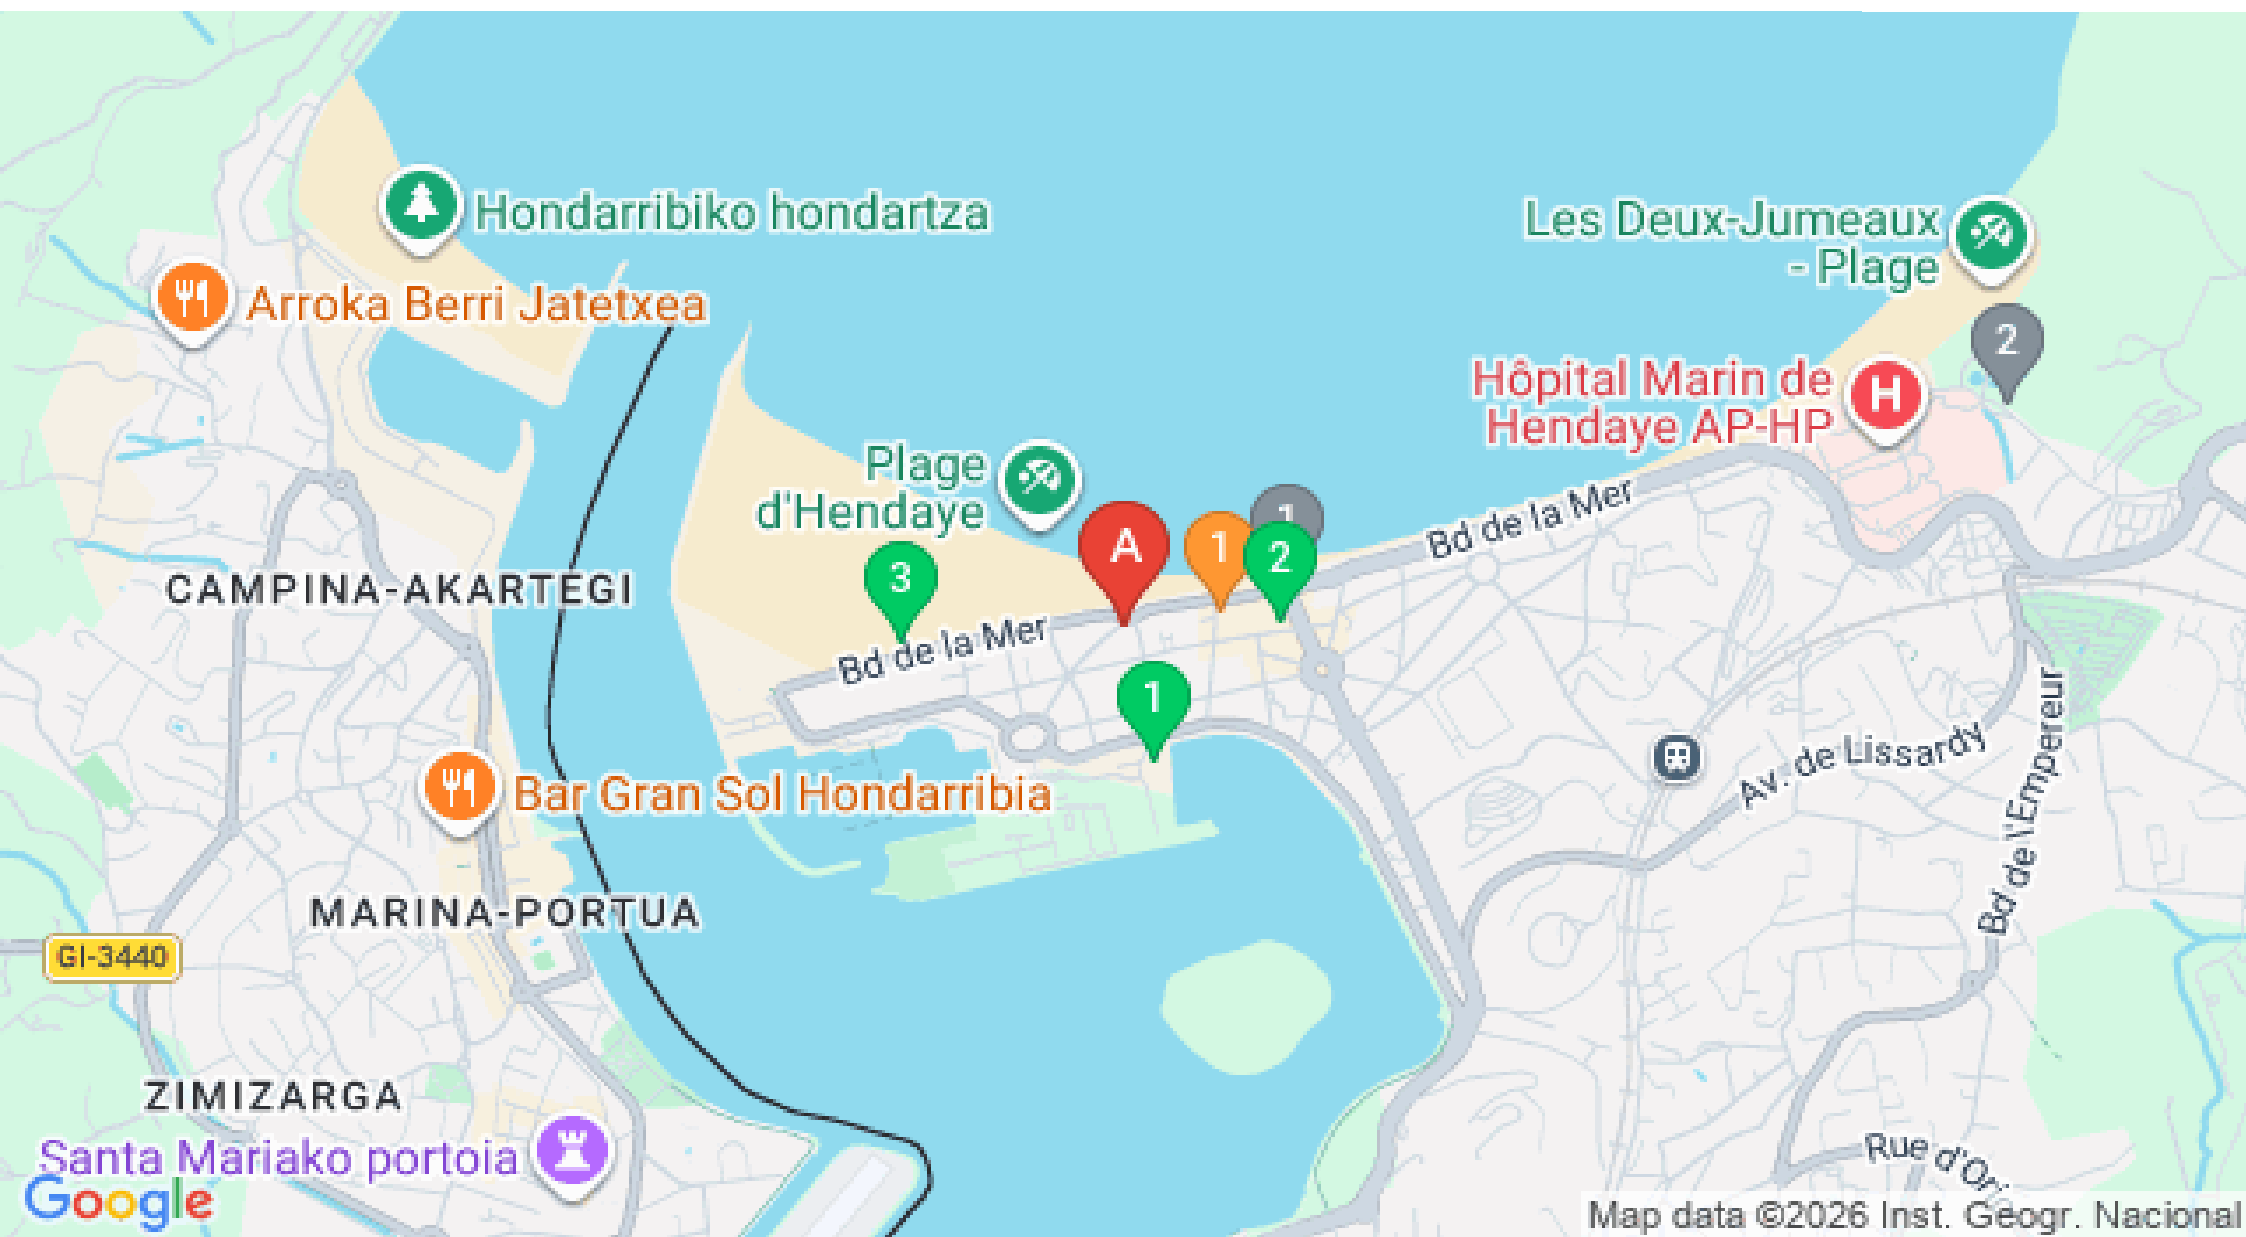 Hondarribiko hondartza
Les Deux-Jumeaux
- Plage
Arroka Berri Jatetxea
2
Hôpital Marin de
Hendaye AP-HP
H
Plage
d'Hendaye
Bd de la Mer
A
1
1
2
3
CAMPINA-AKARTEGI
Bd de la Mer
1
Bd de l'Empereur
Av. de Lissardy
Bar Gran Sol Hondarribia
MARINA-PORTUA
GI-3440
ZIMIZARGA
Santa Mariako portoia
Rue d'Ori
Google
Map data ©2026 Inst. Geogr. Nacional